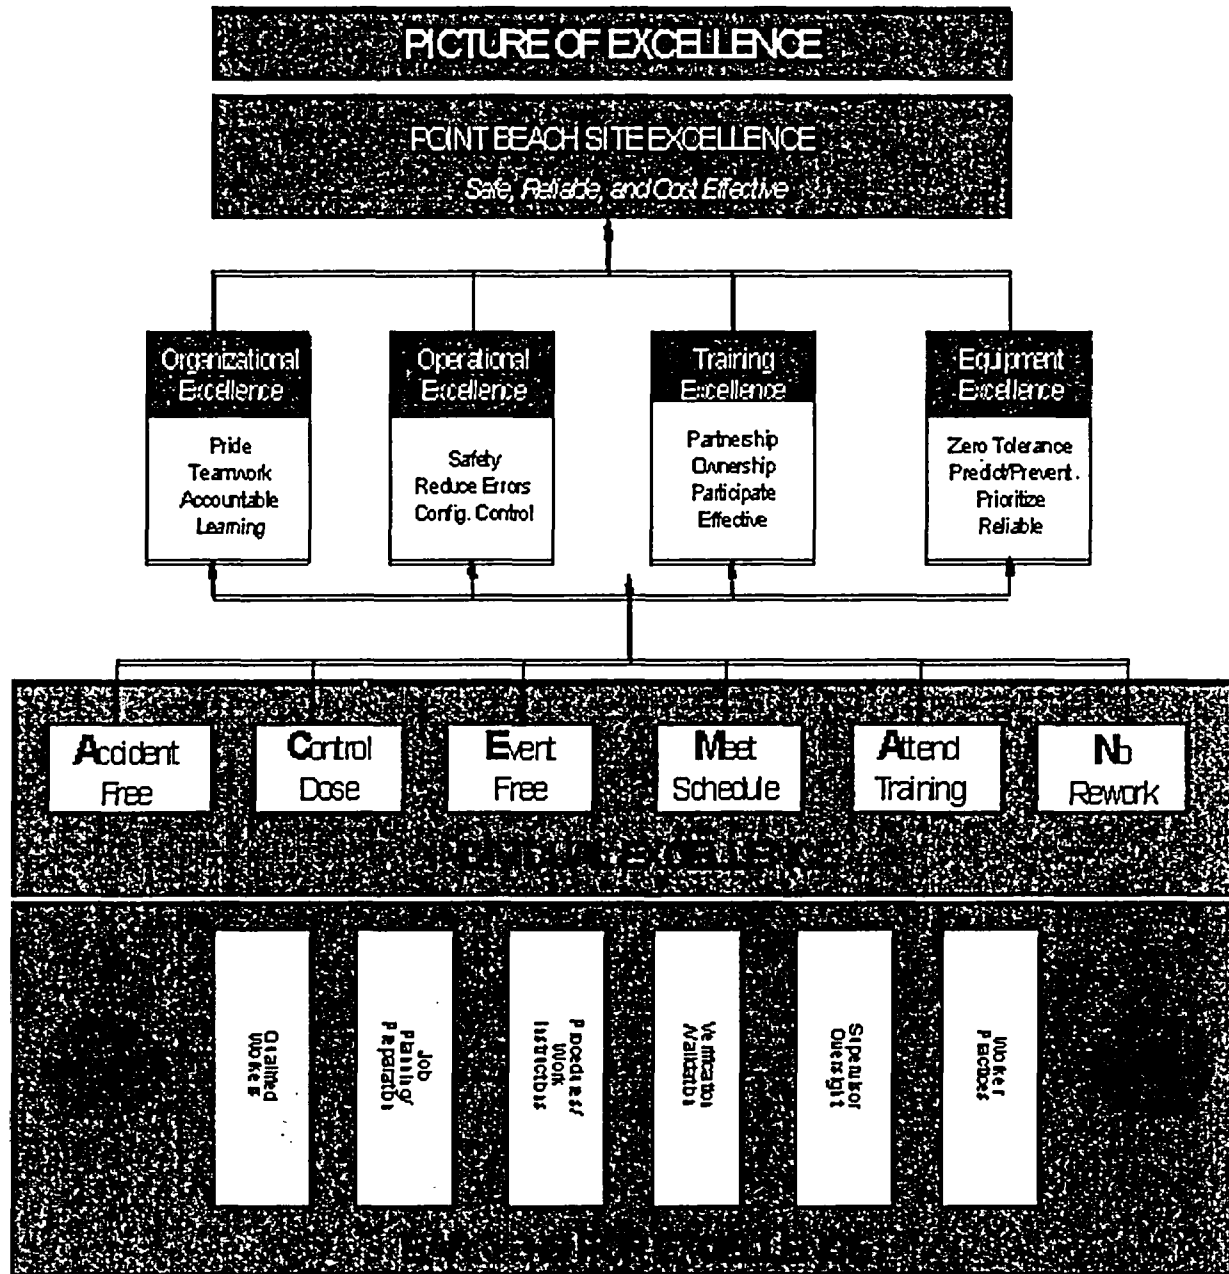 PICTURE OF EXCELLENCE
POINT BEACH SITE EXCELLENCE
Safe, Reliable, and Cost Effective
Organizational
Excellence
Pride
Teamwork
Accountable
Learning
Operational
Excellence
Safety
Reduce Errors
Config. Control
Training
Excellence
Partnership
Ownership
Participate
Effective
Equipment
Excellence
Zero Tolerance
Predict/Prevent.
Prioritize
Reliable
Accident
Free
Control
Dose
Event
Free
Meet
Schedule
Attend
Training
No
Rework
Qualified
Workers
Job
Planning/
Preparation
Procedures/
Work
Instructions
Verification
Validation
Supervisor
Oversight
Worker
Practices